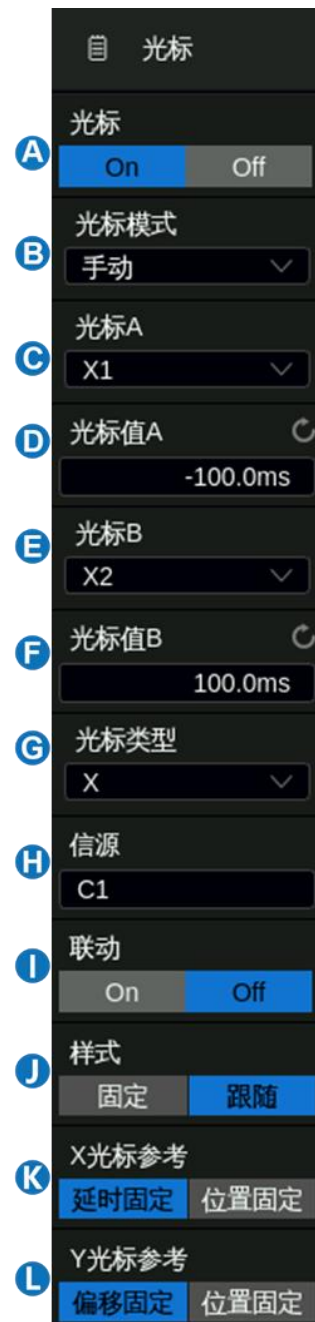 光标
A
光标
On Off
B
光标模式
手动
C
光标A
X1
D
光标值A
-100.0ms
E
光标B
X2
F
光标值B
100.0ms
G
光标类型
X
H
信源
C1
I
联动
On Off
J
样式
固定 跟随
K
X光标参考
延时固定 位置固定
L
Y光标参考
偏移固定 位置固定